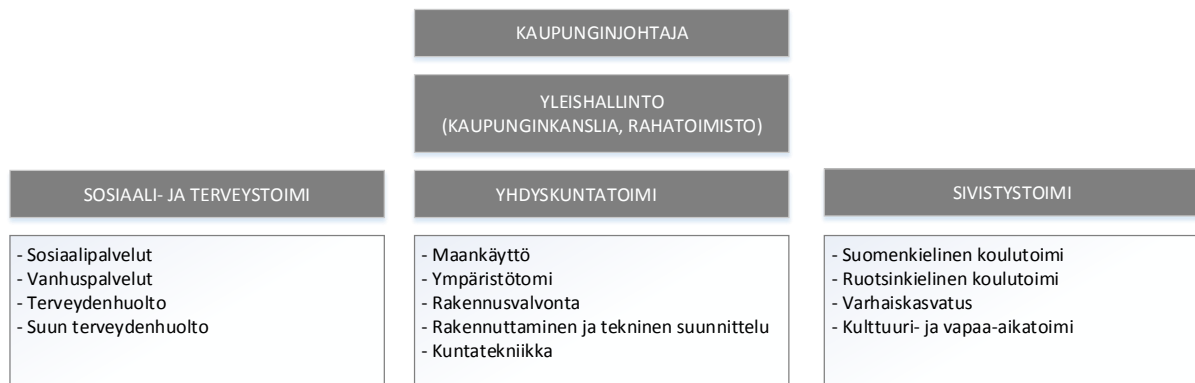 KAUPUNGINJOHTAJA
YLEISHALLINTO
(KAUPUNGINKANSLIA, RAHATOIMISTO)
SOSIAALI- JA TERVEYSTOIMI
- Sosiaalipalvelut
- Vanhuspalvelut
- Terveydenhuolto
- Suun terveydenhuolto
YHDYSKUNTATOIMI
- Maankäyttö
- Ympäristötomi
- Rakennusvalvonta
- Rakennuttaminen ja tekninen suunnittelu
- Kuntatekniikka
SIVISTYSTOIMI
- Suomenkielinen koulutoimi
- Ruotsinkielinen koulutoimi
- Varhaiskasvatus
- Kulttuuri- ja vapaa-aikatoimi